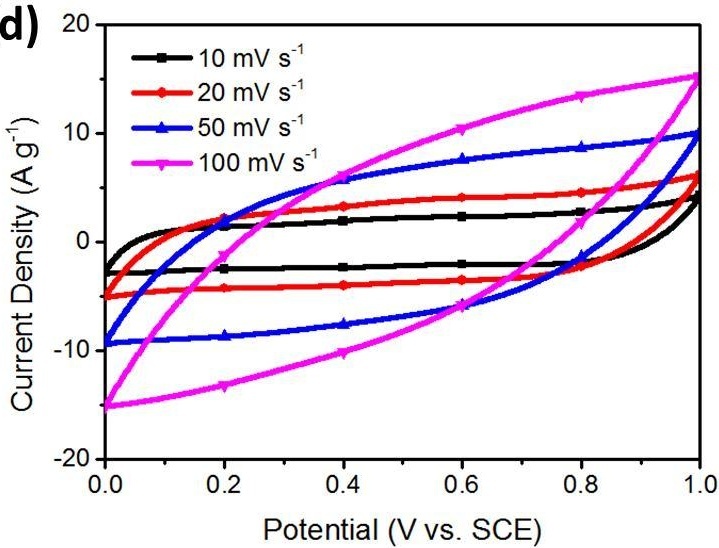 d)
20
10
0
-10
-20
10 mV s⁻¹
20 mV s⁻¹
50 mV s⁻¹
100 mV s⁻¹
Current Density (A g⁻¹)
0.0 0.2 0.4 0.6 0.8 1.0
Potential (V vs. SCE)